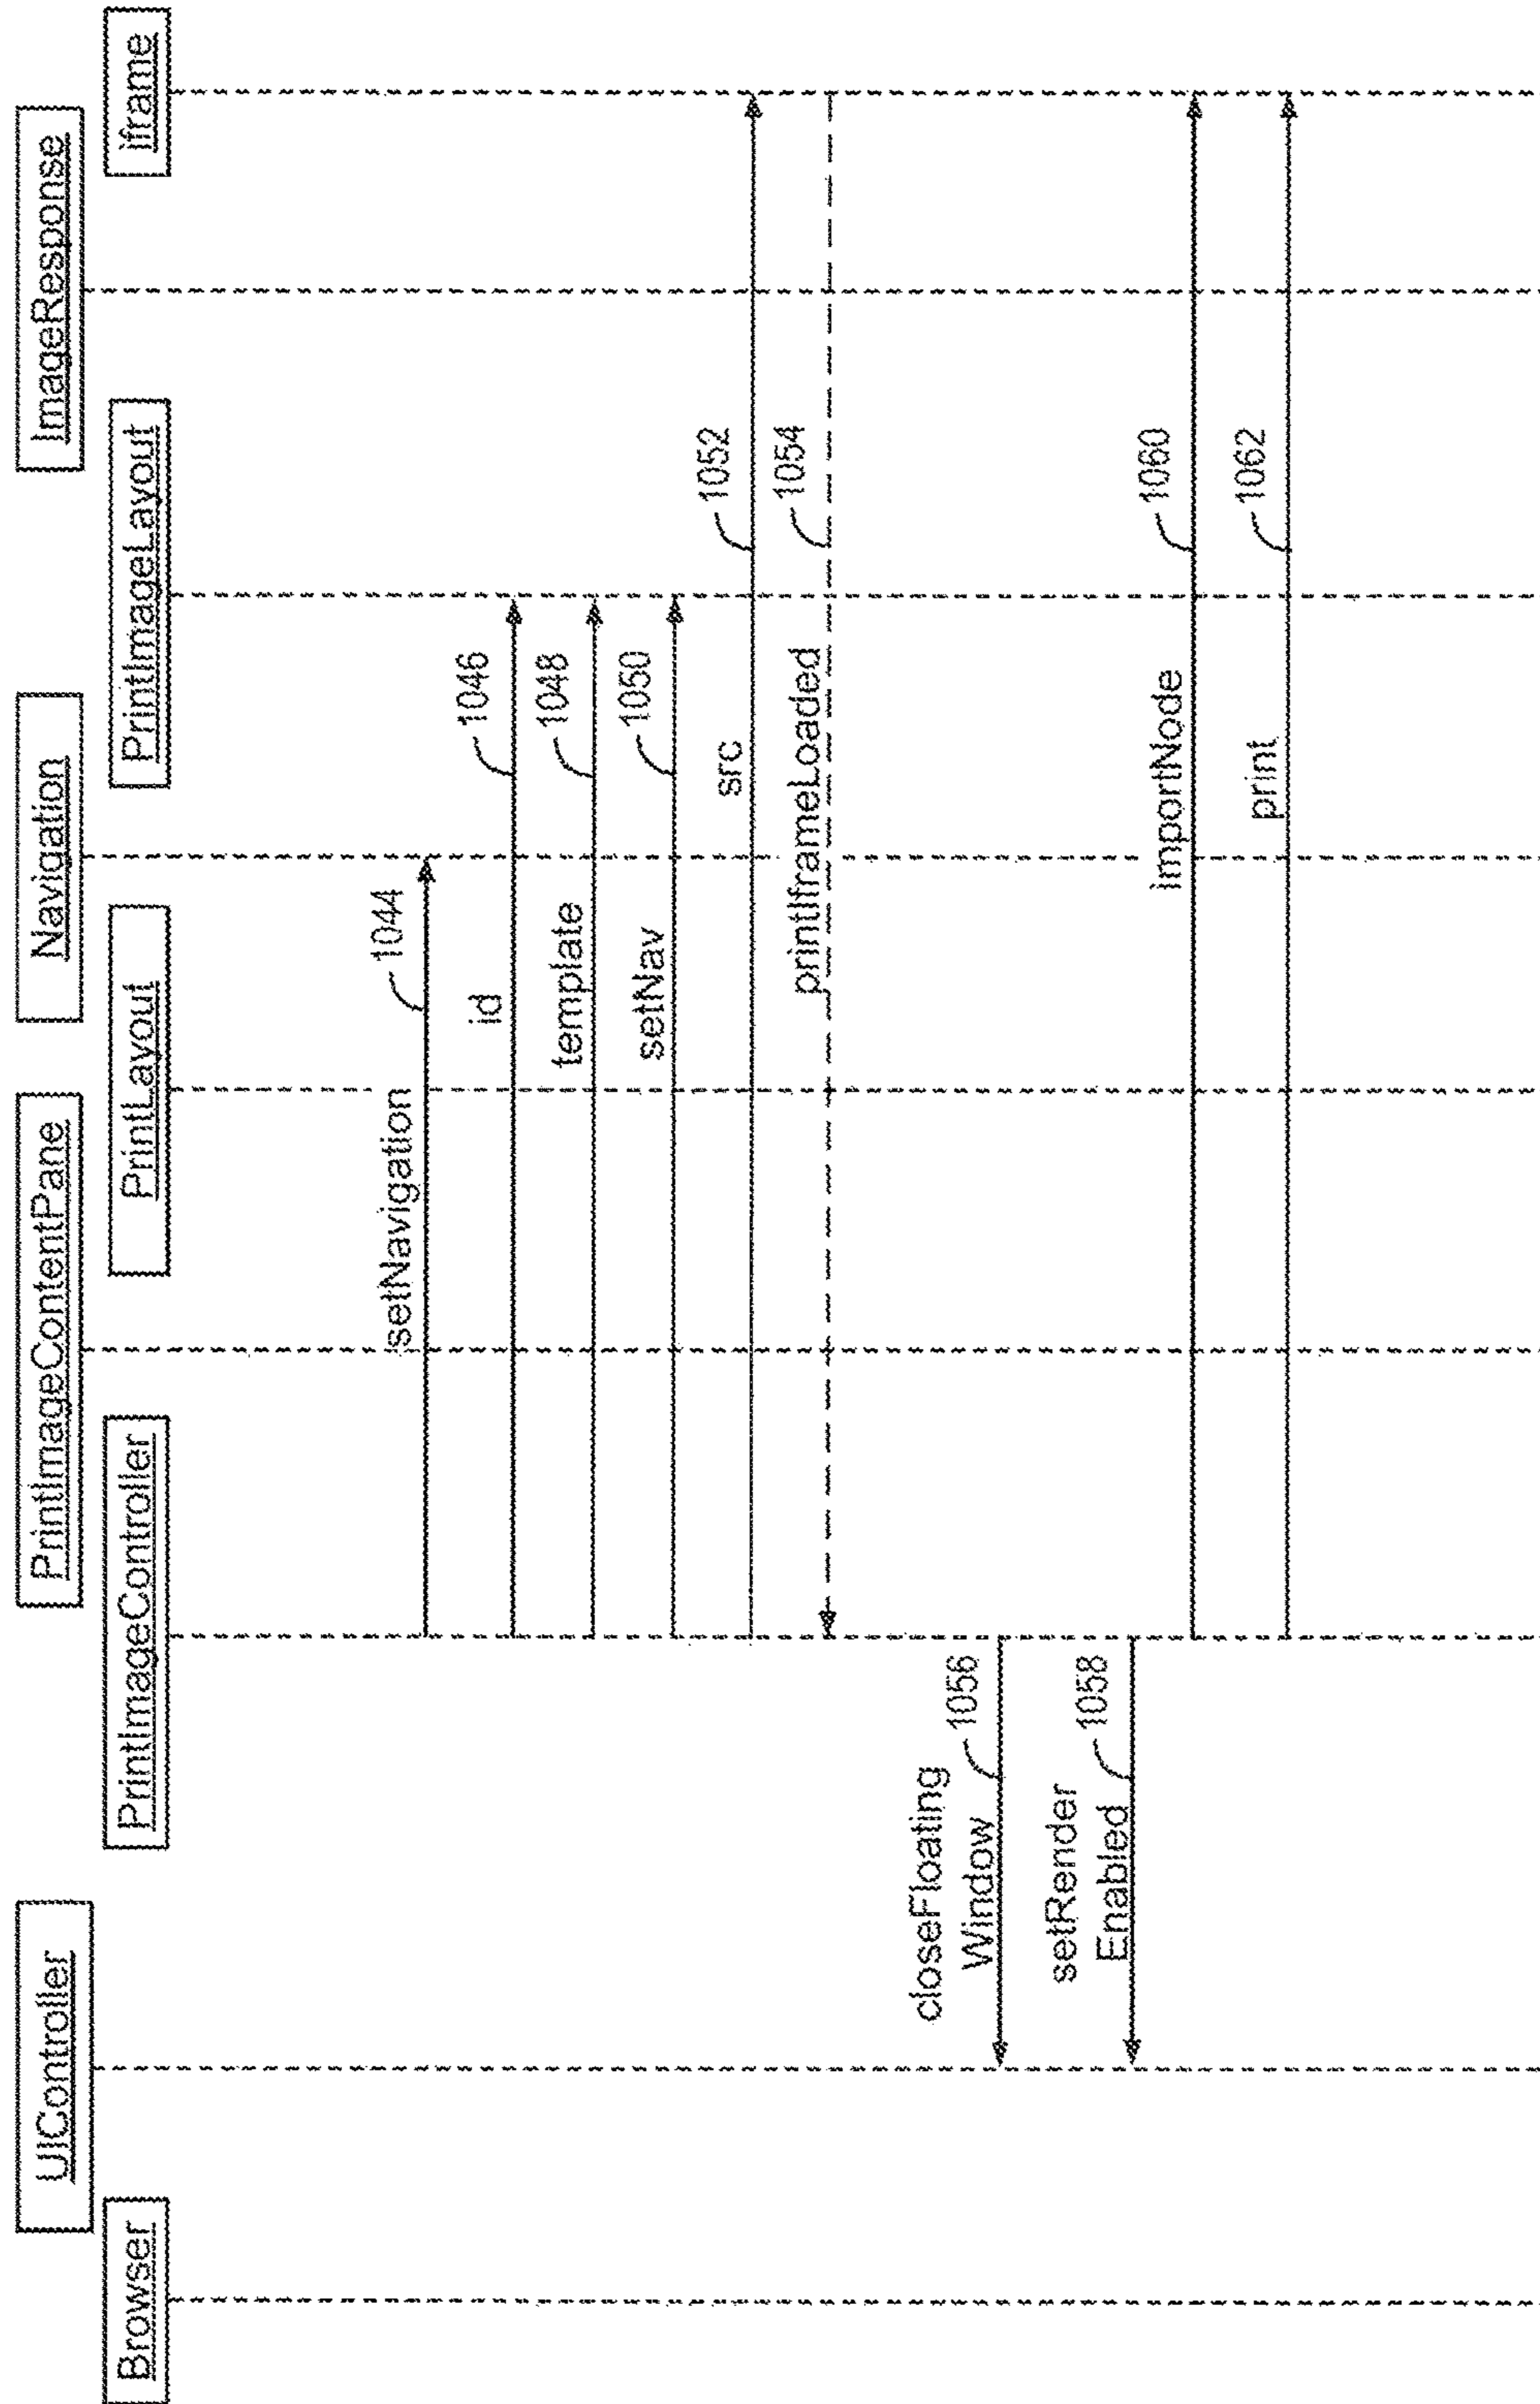 UIController
PrintImageContentPane
Navigation
ImageResponse
Browser
PrintImageController
PrintLayout
PrintImageLayout
iframe
setNavigation
1044
id
1046
template
1048
setNav
1050
src
1052
printIframeLoaded
1054
closeFloating
Window
1056
setRender
Enabled
1058
importNode
1060
print
1062